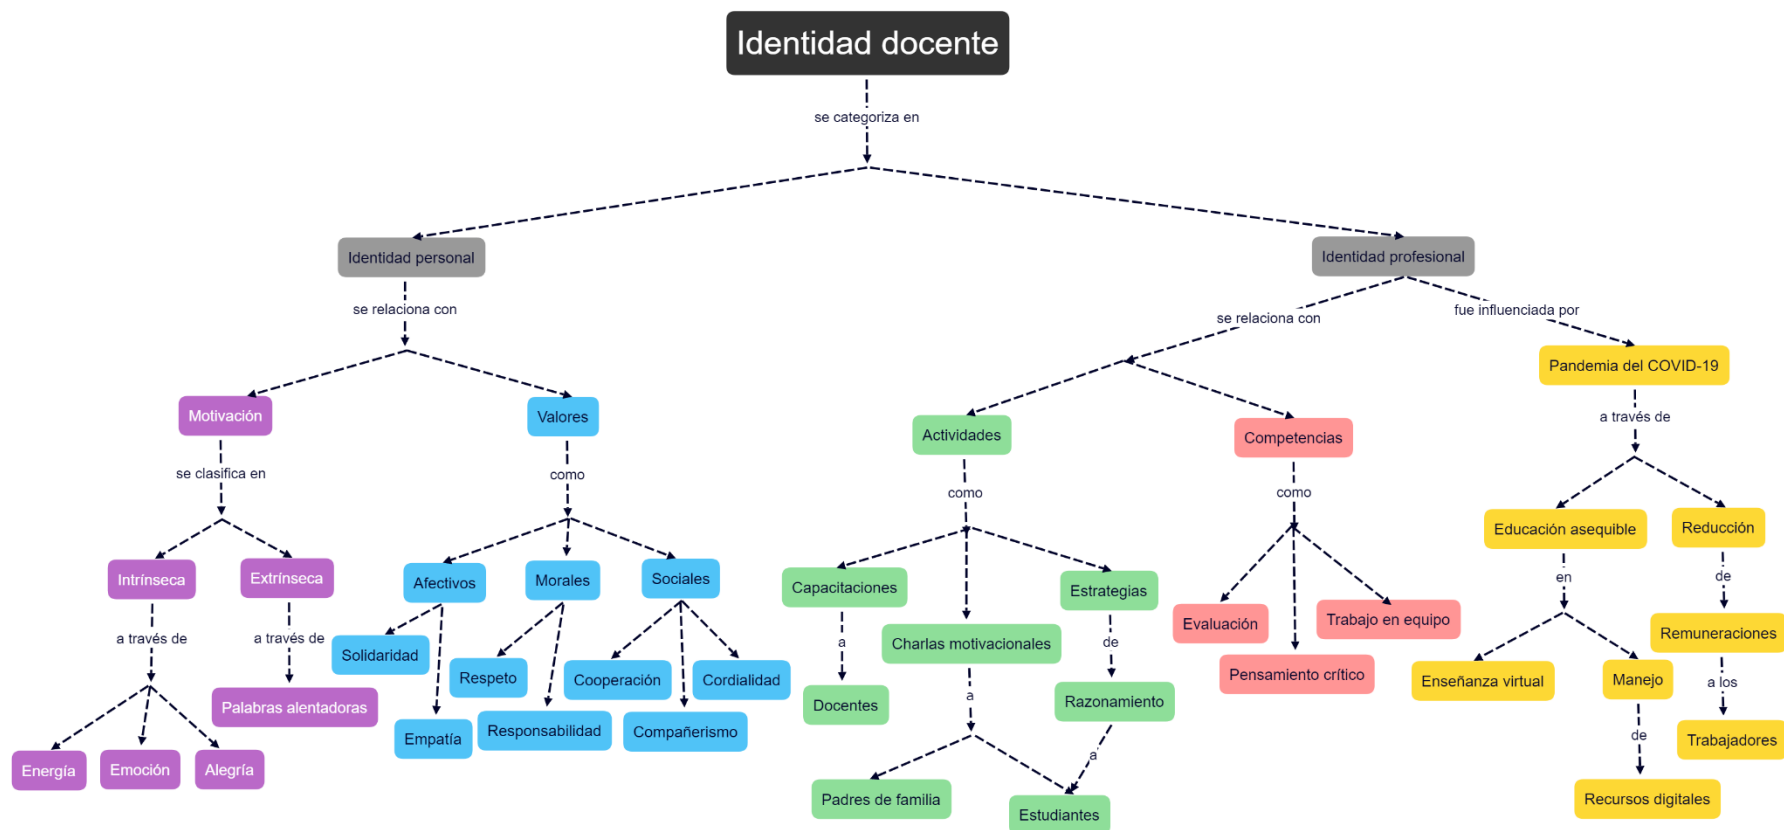 Identidad docente
se categoriza en
Identidad personal
Identidad profesional
se relaciona con
se relaciona con
fue influenciada por
Pandemia del COVID-19
Motivación
Valores
Actividades
Competencias
a través de
se clasifica en
como
como
como
Educación asequible
Reducción
Intrínseca
Extrínseca
Afectivos
Morales
Sociales
Capacitaciones
Estrategias
en
de
a través de
a través de
Solidaridad
Respeto
Cooperación
Cordialidad
a
Charlas motivacionales
de
Evaluación
Trabajo en equipo
Remuneraciones
Palabras alentadoras
Empatía
Responsabilidad
Compañerismo
Docentes
a
Razonamiento
Pensamiento crítico
Enseñanza virtual
Manejo
a los
Energía
Emoción
Alegría
a
de
Trabajadores
Padres de familia
Estudiantes
Recursos digitales